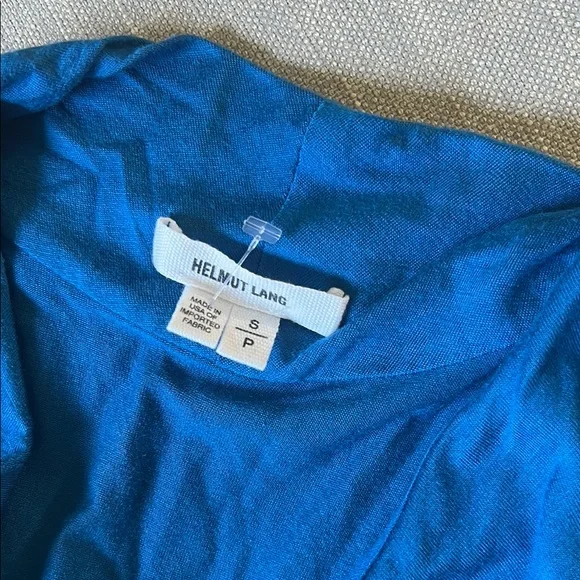 HELMUT LANG
MADE IN
USA OF
IMPORTED
FABRIC
S
P